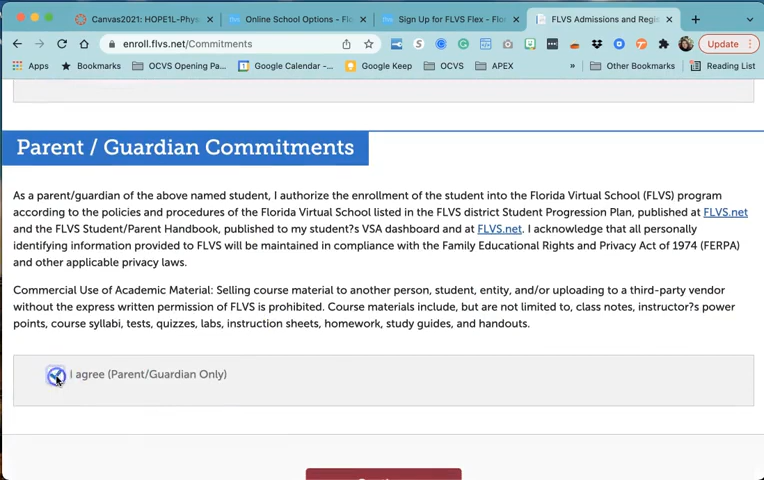 Canvas2021: HOPE1L-Phys
Online School Options - Flo
Sign Up for FLVS Flex - Flor
FLVS Admissions and Regis
enroll.flvs.net/Commitments
Update
Apps
Bookmarks
OCVS Opening Pa...
Google Calendar -...
Google Keep
OCVS
APEX
»
Other Bookmarks
Reading List
Parent / Guardian Commitments
As a parent/guardian of the above named student, I authorize the enrollment of the student into the Florida Virtual School (FLVS) program
according to the policies and procedures of the Florida Virtual School listed in the FLVS district Student Progression Plan, published at FLVS.net
and the FLVS Student/Parent Handbook, published to my student?s VSA dashboard and at FLVS.net. I acknowledge that all personally
identifying information provided to FLVS will be maintained in compliance with the Family Educational Rights and Privacy Act of 1974 (FERPA)
and other applicable privacy laws.
Commercial Use of Academic Material: Selling course material to another person, student, entity, and/or uploading to a third-party vendor
without the express written permission of FLVS is prohibited. Course materials include, but are not limited to, class notes, instructor?s power
points, course syllabi, tests, quizzes, labs, instruction sheets, homework, study guides, and handouts.
I agree (Parent/Guardian Only)